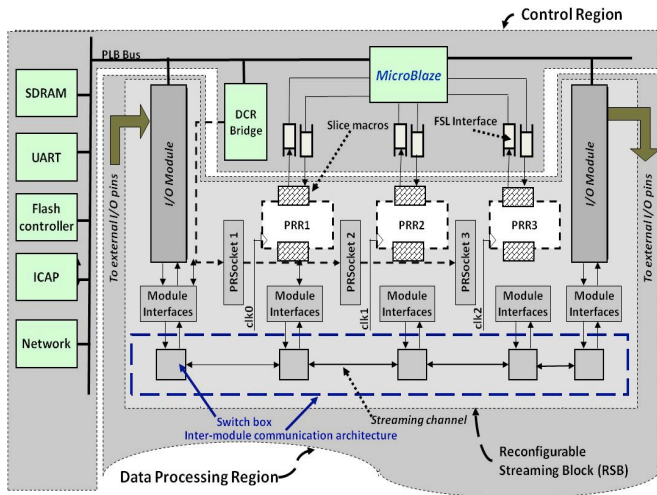 Control Region
PLB Bus
MicroBlaze
SDRAM
DCR
Bridge
Slice macros
FSL Interface
UART
I/O Module
I/O Module
To external I/O pins
To external I/O pins
Flash
controller
PRR1
PRR2
PRR3
PRSocket 1
PRSocket 2
PRSocket 3
ICAP
clk0
clk1
clk2
Module
Interfaces
Module
Interfaces
Module
Interfaces
Module
Interfaces
Network
Switch box
Streaming channel
Inter-module communication architecture
Reconfigurable
Streaming Block (RSB)
Data Processing Region